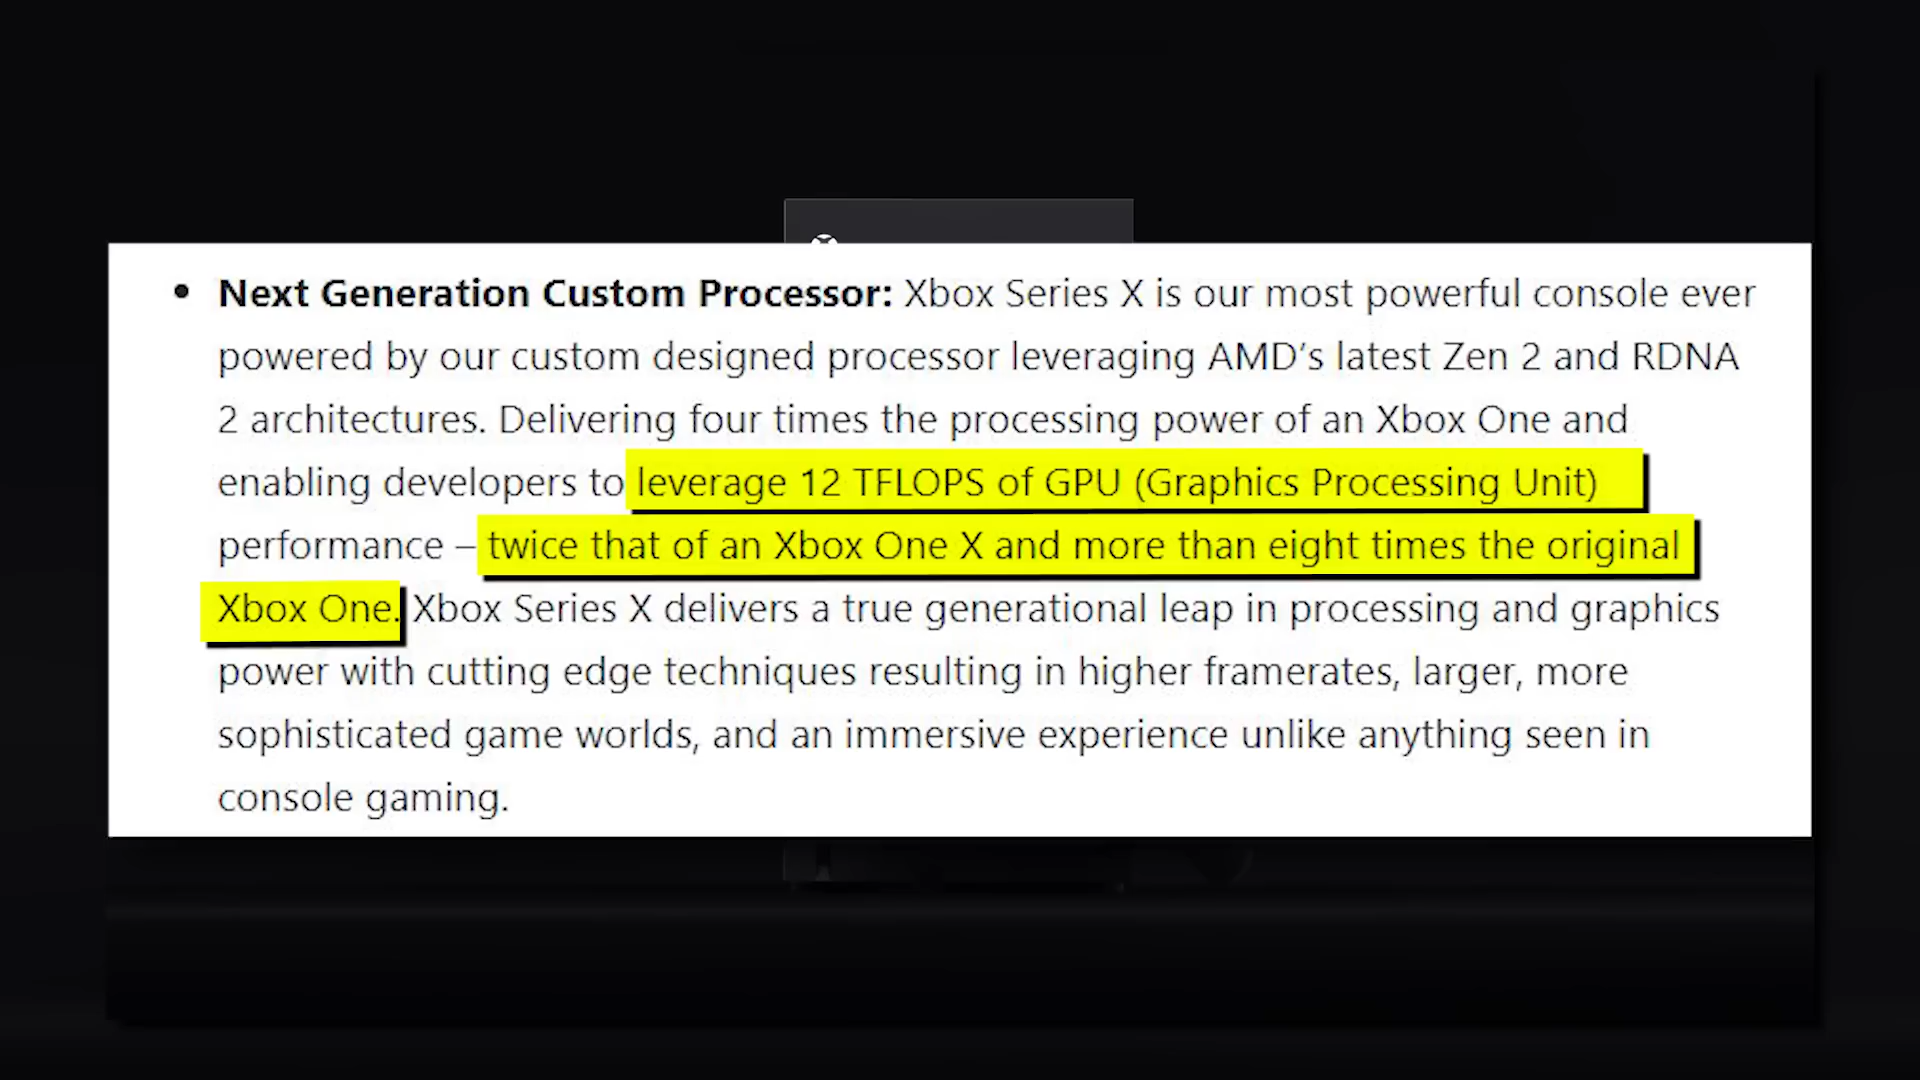 • Next Generation Custom Processor: Xbox Series X is our most powerful console ever
powered by our custom designed processor leveraging AMD’s latest Zen 2 and RDNA
2 architectures. Delivering four times the processing power of an Xbox One and
enabling developers to leverage 12 TFLOPS of GPU (Graphics Processing Unit)
performance – twice that of an Xbox One X and more than eight times the original
Xbox One. Xbox Series X delivers a true generational leap in processing and graphics
power with cutting edge techniques resulting in higher framerates, larger, more
sophisticated game worlds, and an immersive experience unlike anything seen in
console gaming.